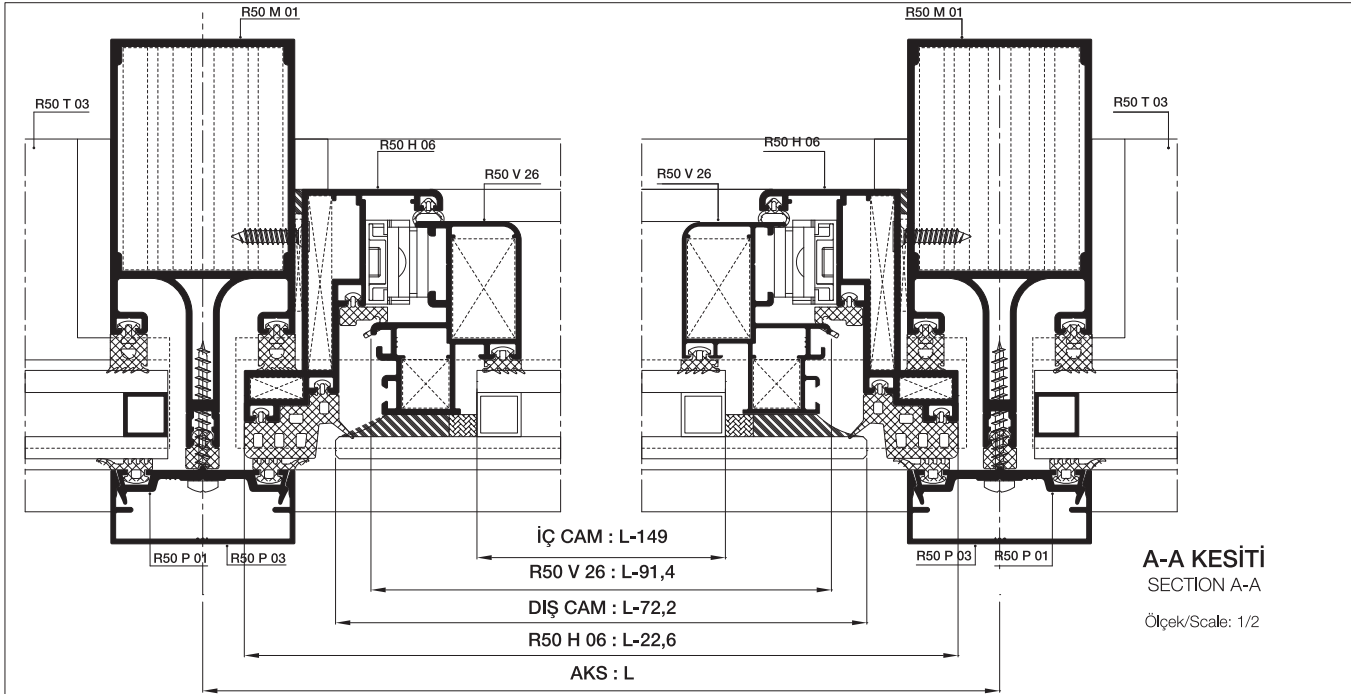 R50 M 01
R50 M 01
R50 T 03
R50 T 03
R50 H 06
R50 H 06
R50 V 26
R50 V 26
İÇ CAM : L-149
R50 P 01
R50 P 03
R50 P 03
R50 P 01
R50 V 26 : L-91,4
DIŞ CAM : L-72,2
R50 H 06 : L-22,6
AKS : L
A-A KESİTİ
SECTİON A-A
Ölçek/Scale: 1/2